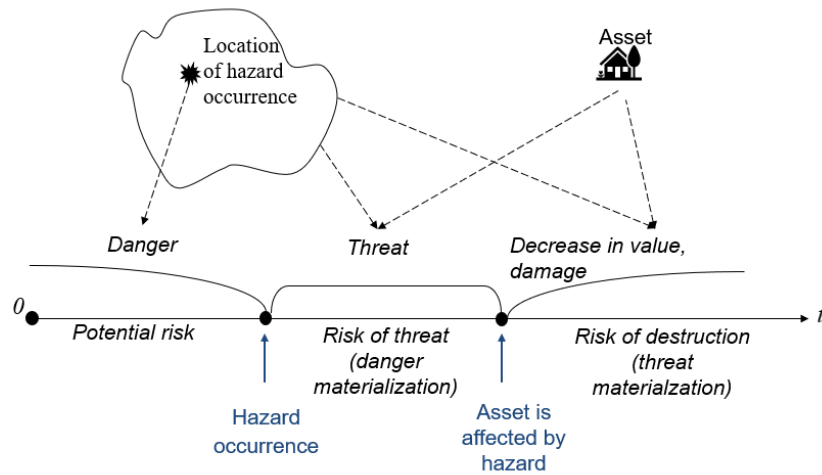 Location
of hazard
occurrence
Asset
Danger
Threat
Decrease in value,
damage
0
t
Potential risk
Risk of threat
(danger
materialization)
Risk of destruction
(threat
materialzation)
Hazard
occurrence
Asset is
affected by
hazard